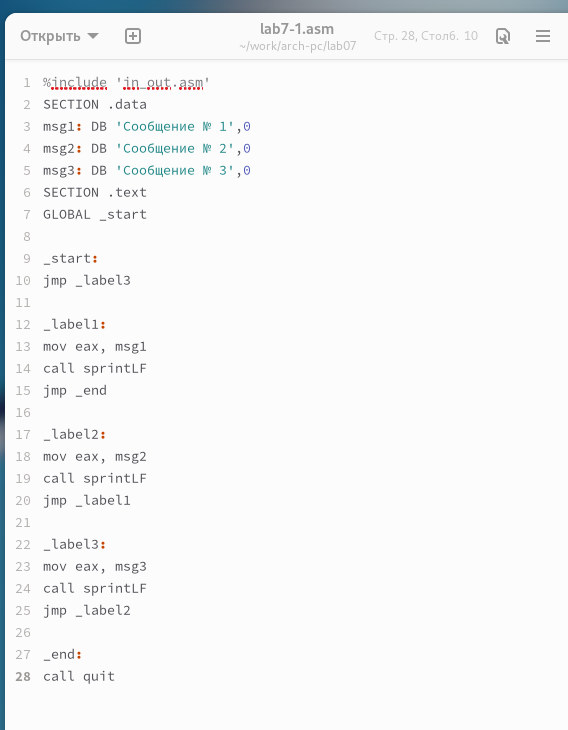 Открыть
lab7-1.asm
~/work/arch-pc/lab07
Стр. 28, Столб. 10
1 %include 'in_out.asm'
2 SECTION .data
3 msg1: DB 'Сообщение № 1',0
4 msg2: DB 'Сообщение № 2',0
5 msg3: DB 'Сообщение № 3',0
6 SECTION .text
7 GLOBAL _start
8
9 _start:
10 jmp _label3
11
12 _label1:
13 mov eax, msg1
14 call sprintLF
15 jmp _end
16
17 _label2:
18 mov eax, msg2
19 call sprintLF
20 jmp _label1
21
22 _label3:
23 mov eax, msg3
24 call sprintLF
25 jmp _label2
26
27 _end:
28 call quit